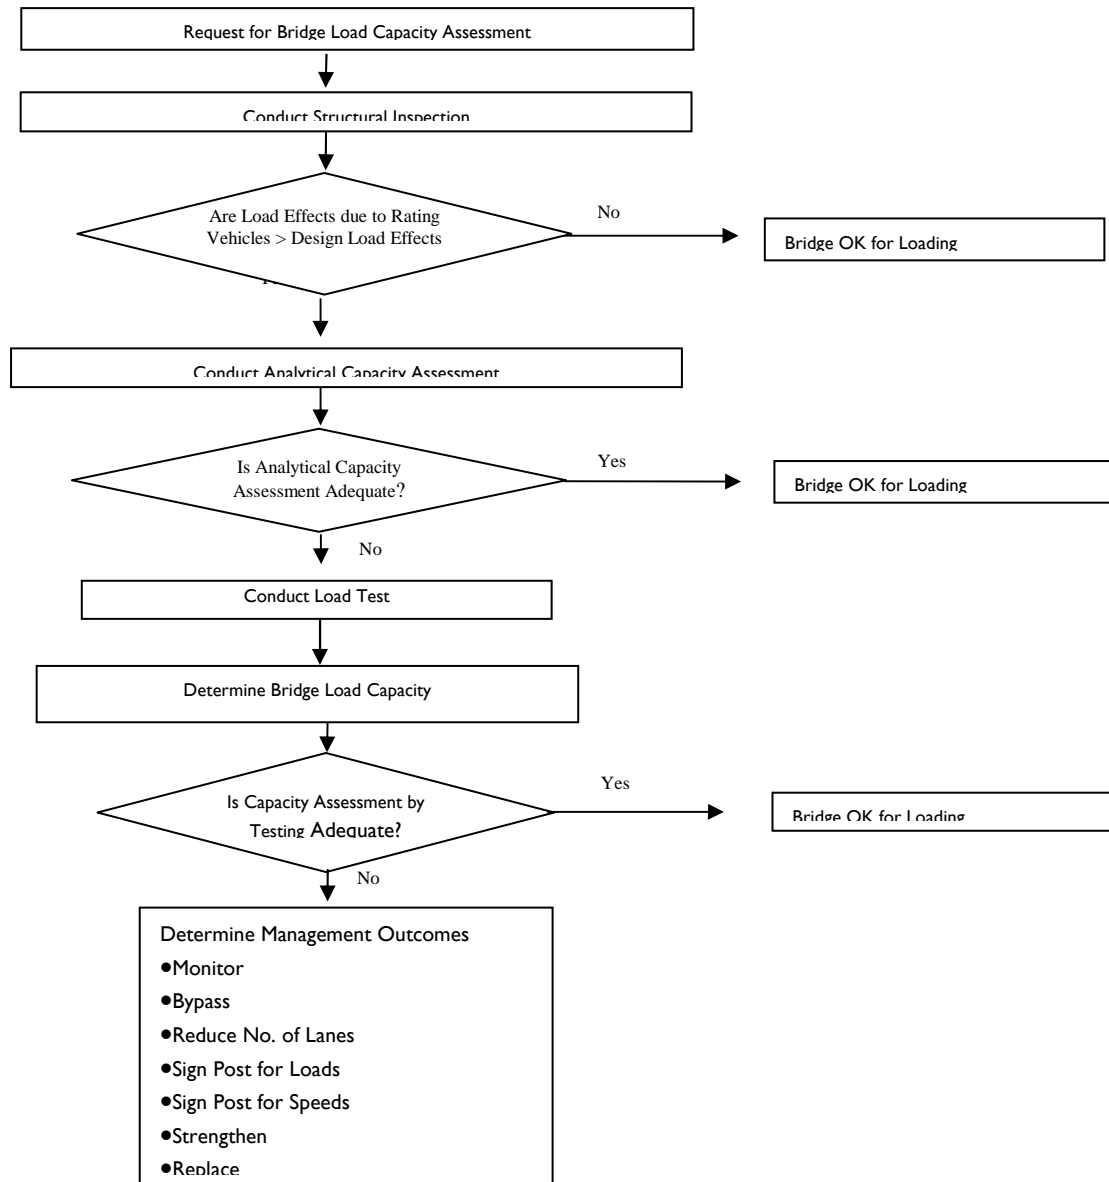 Request for Bridge Load Capacity Assessment
Conduct Structural Inspection
Are Load Effects due to Rating
Vehicles > Design Load Effects
No
Bridge OK for Loading
Conduct Analytical Capacity Assessment
Is Analytical Capacity
Assessment Adequate?
Yes
Bridge OK for Loading
No
Conduct Load Test
Determine Bridge Load Capacity
Is Capacity Assessment by
Testing Adequate?
Yes
Bridge OK for Loading
No
Determine Management Outcomes
●Monitor
●Bypass
●Reduce No. of Lanes
●Sign Post for Loads
●Sign Post for Speeds
●Strengthen
●Replace